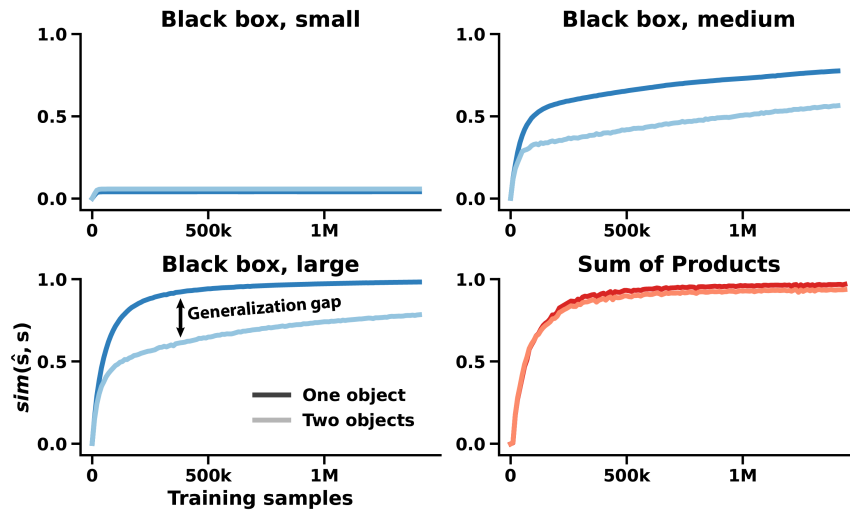 Black box, small
1.0
0.5
0.0
0
500k
1M
Black box, medium
1.0
0.5
0.0
0
500k
1M
Black box, large
1.0
0.5
0.0
Generalization gap
One object
Two objects
sim(ŝ, s)
0
500k
1M
Training samples
Sum of Products
1.0
0.5
0.0
0
500k
1M